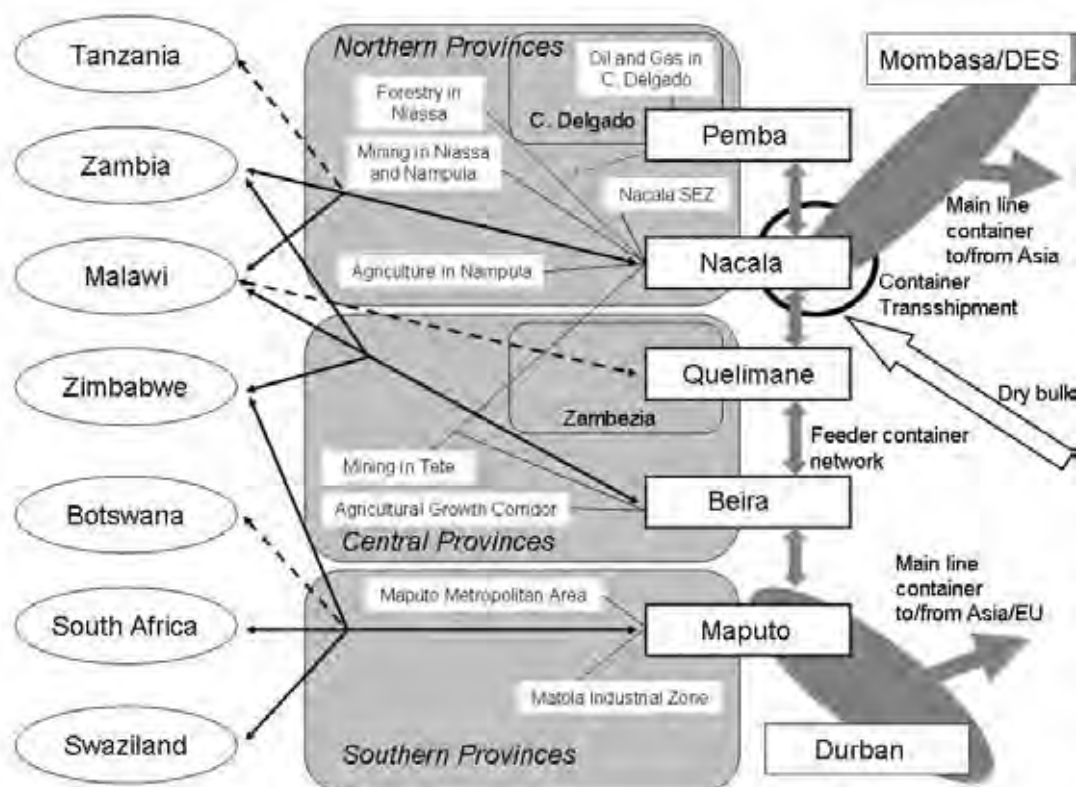 Tanzania
Zambia
Malawi
Zimbabwe
Botswana
South Africa
Swaziland
Northern Provinces
Oil and Gas in
C. Delgado
C. Delgado
Forestry in
Niassa
Mining in Niassa
and Nampula
Nacala SEZ
Agriculture in Nampula
Zambezia
Mining in Tete
Agricultural Growth Corridor
Central Provinces
Maputo Metropolitan Area
Matola Industrial Zone
Southern Provinces
Pemba
Nacala
Quelimane
Beira
Maputo
Mombasa/DES
Main line
container
to/from Asia
Container
Transshipment
Dry bulk
Feeder container
network
Main line
container
to/from Asia/EU
Durban